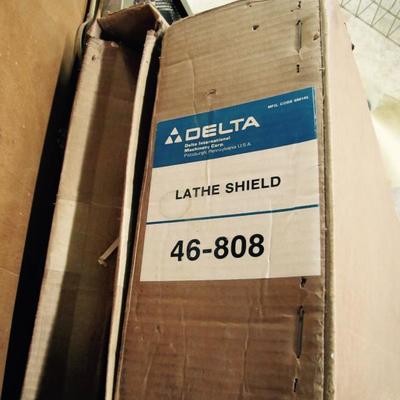 MFG. CODE
DELTA
Delta International
Machinery Corp.
Pittsburgh, Pennsylvania U.S.A.
LATHE SHIELD
46-808